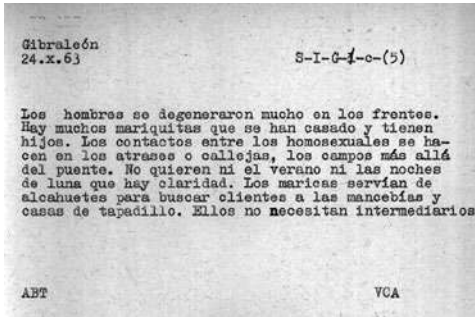 Gibraleón
24.X.63
S-I-G-1-c-(5)
Los hombres se degeneraron mucho en los frentes.
Hay muchos mariquitas que se han casado y tienen
hijos. Los contactos entre los homosexuales se ha-
cen en los atrases o callejas, los campos más allá
del puente. No quieren ni el verano ni las noches
de luna que hay claridad. Los maricas servían de
alcahuetes para buscar clientes a las mancebías y
casas de tapadillo. Ellos no necesitan intermediarios
ABT
VCA